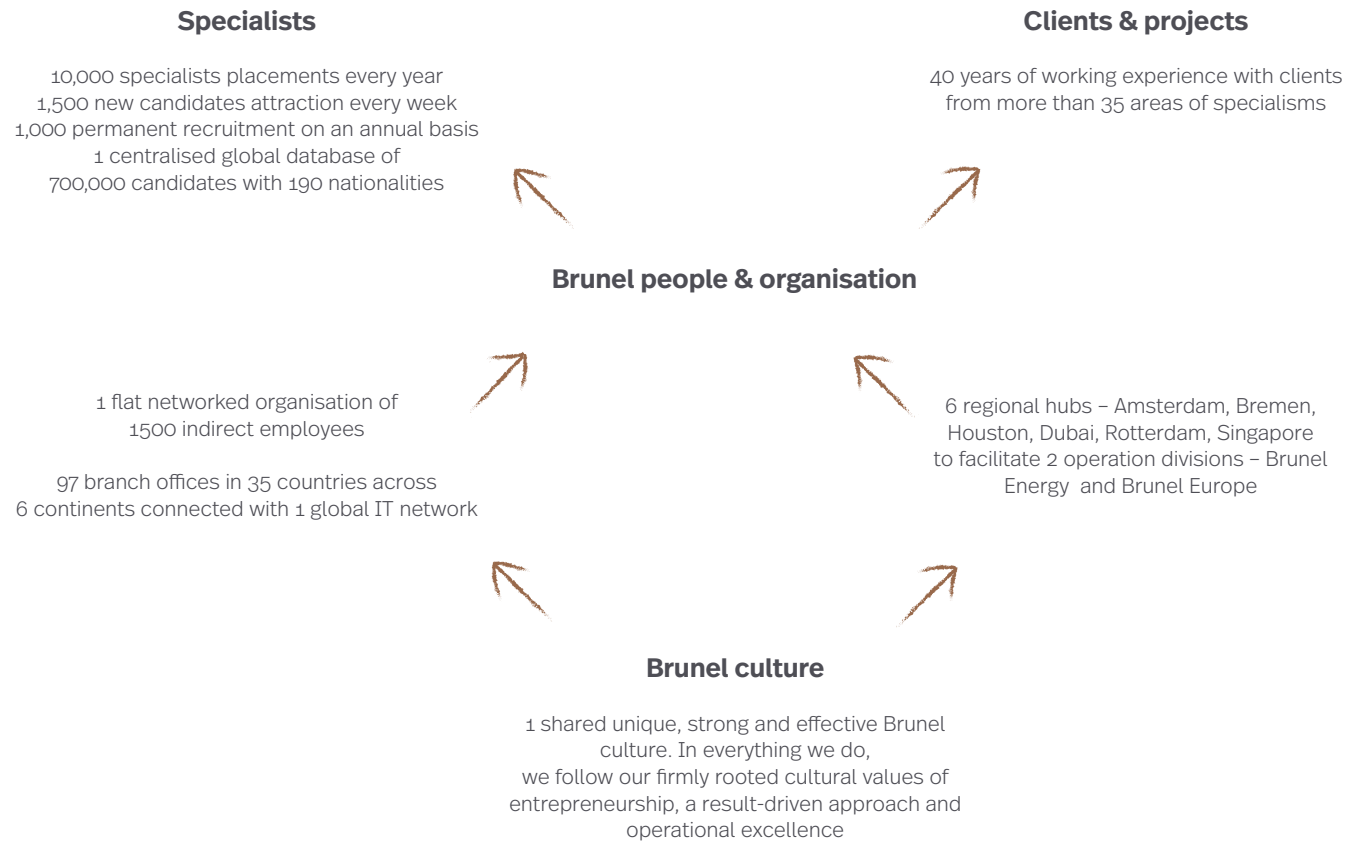 Specialists
10,000 specialists placements every year
1,500 new candidates attraction every week
1,000 permanent recruitment on an annual basis
1 centralised global database of
700,000 candidates with 190 nationalities
Clients & projects
40 years of working experience with clients
from more than 35 areas of specialisms
Brunel people & organisation
1 flat networked organisation of
1500 indirect employees
97 branch offices in 35 countries across
6 continents connected with 1 global IT network
6 regional hubs – Amsterdam, Bremen,
Houston, Dubai, Rotterdam, Singapore
to facilitate 2 operation divisions – Brunel
Energy and Brunel Europe
Brunel culture
1 shared unique, strong and effective Brunel
culture. In everything we do,
we follow our firmly rooted cultural values of
entrepreneurship, a result-driven approach and
operational excellence